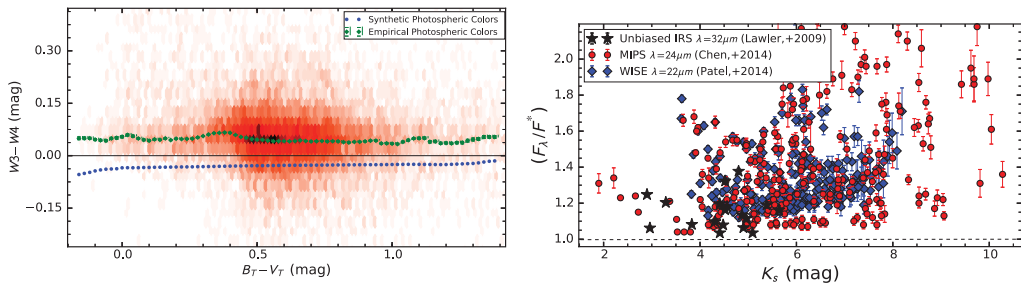 Synthetic Photospheric Colors
Empirical Photospheric Colors
0.30
0.15
0.00
−0.15
W3−W4 (mag)
0.0
0.5
1.0
B_T−V_T (mag)
Unbiased IRS λ=32μm (Lawler,+2009)
MIPS λ=24μm (Chen,+2014)
WISE λ=22μm (Patel,+2014)
2.0
1.8
1.6
1.4
1.2
1.0
(F_λ/F^*)
2
4
6
8
10
K_s (mag)